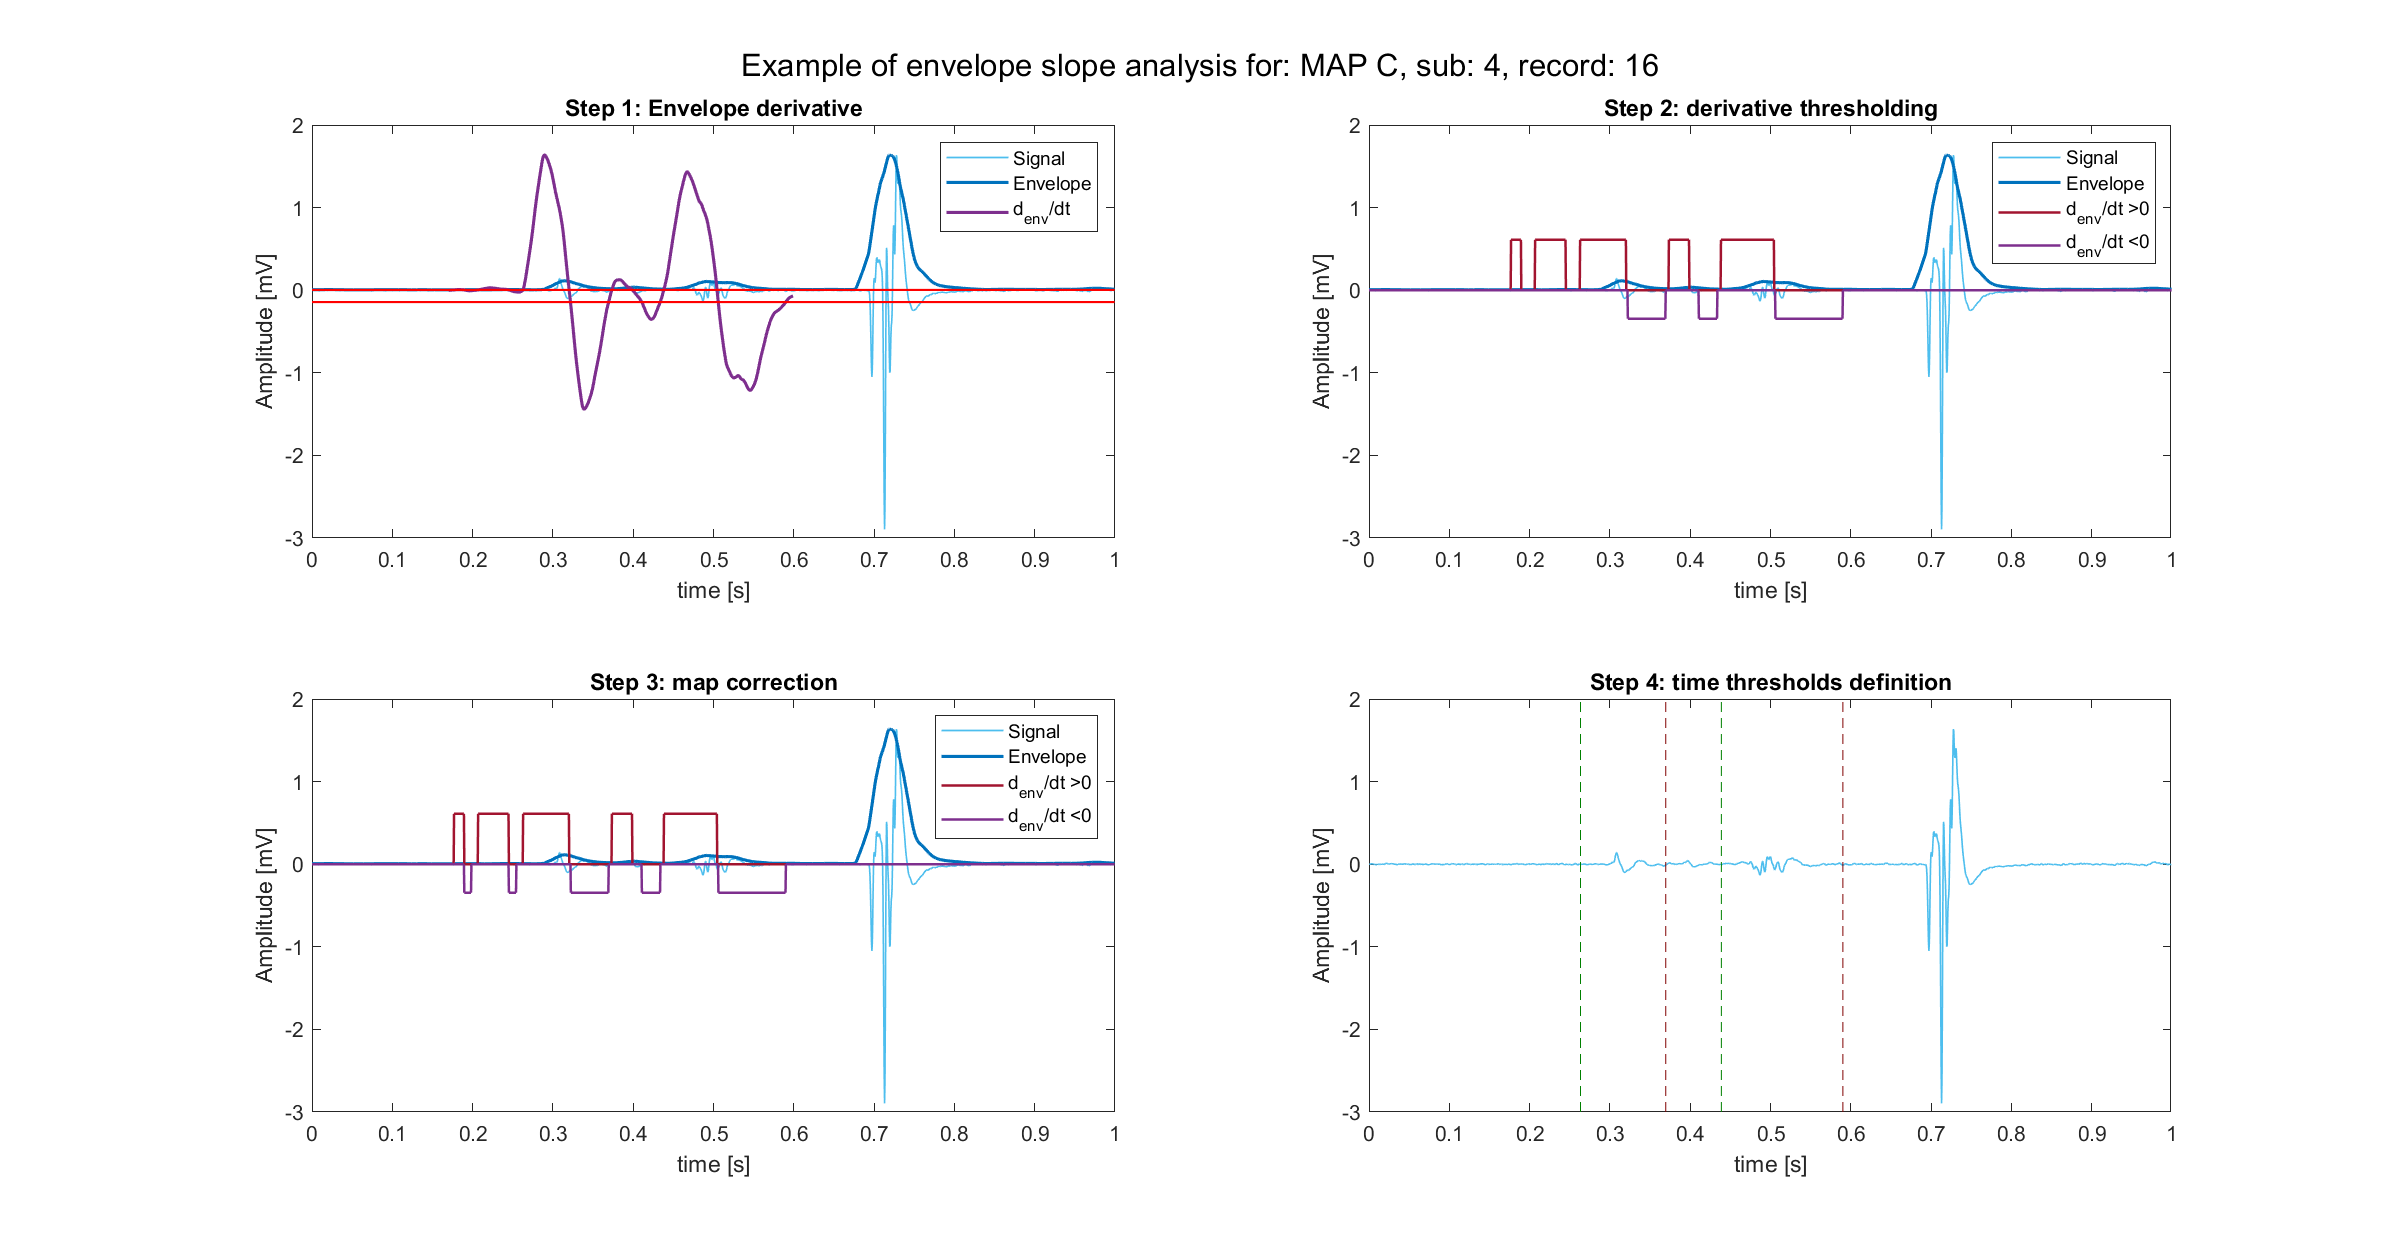 Example of envelope slope analysis for: MAP C, sub: 4, record: 16
Step 1: Envelope derivative
2
1
0
-1
-2
-3
Amplitude [mV]
Signal
Envelope
d_env/dt
0 0.1 0.2 0.3 0.4 0.5 0.6 0.7 0.8 0.9 1
time [s]
Step 2: derivative thresholding
2
1
0
-1
-2
-3
Amplitude [mV]
Signal
Envelope
d_env/dt >0
d_env/dt <0
0 0.1 0.2 0.3 0.4 0.5 0.6 0.7 0.8 0.9 1
time [s]
Step 3: map correction
2
1
0
-1
-2
-3
Amplitude [mV]
Signal
Envelope
d_env/dt >0
d_env/dt <0
0 0.1 0.2 0.3 0.4 0.5 0.6 0.7 0.8 0.9 1
time [s]
Step 4: time thresholds definition
2
1
0
-1
-2
-3
Amplitude [mV]
0 0.1 0.2 0.3 0.4 0.5 0.6 0.7 0.8 0.9 1
time [s]